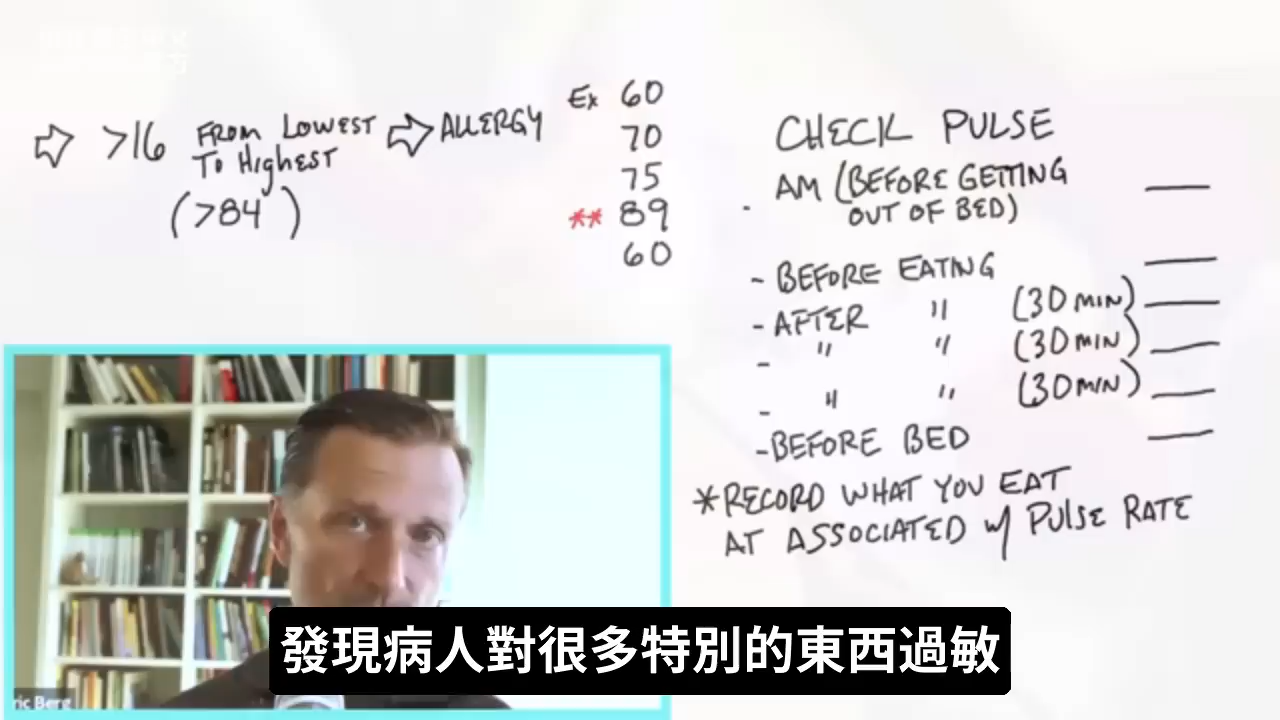 ⇨ >16 FROM LOWEST ⇨ ALLERGY
TO HIGHEST
(>84)
Ex 60
70
75
** 89
60
CHECK PULSE
AM (BEFORE GETTING
OUT OF BED)
- BEFORE EATING
- AFTER " (30 MIN)
- " " (30 MIN)
- " " (30 MIN)
- BEFORE BED
*RECORD WHAT YOU EAT
AT ASSOCIATED w/ PULSE RATE
ric Berg
發現病人對很多特別的東西過敏